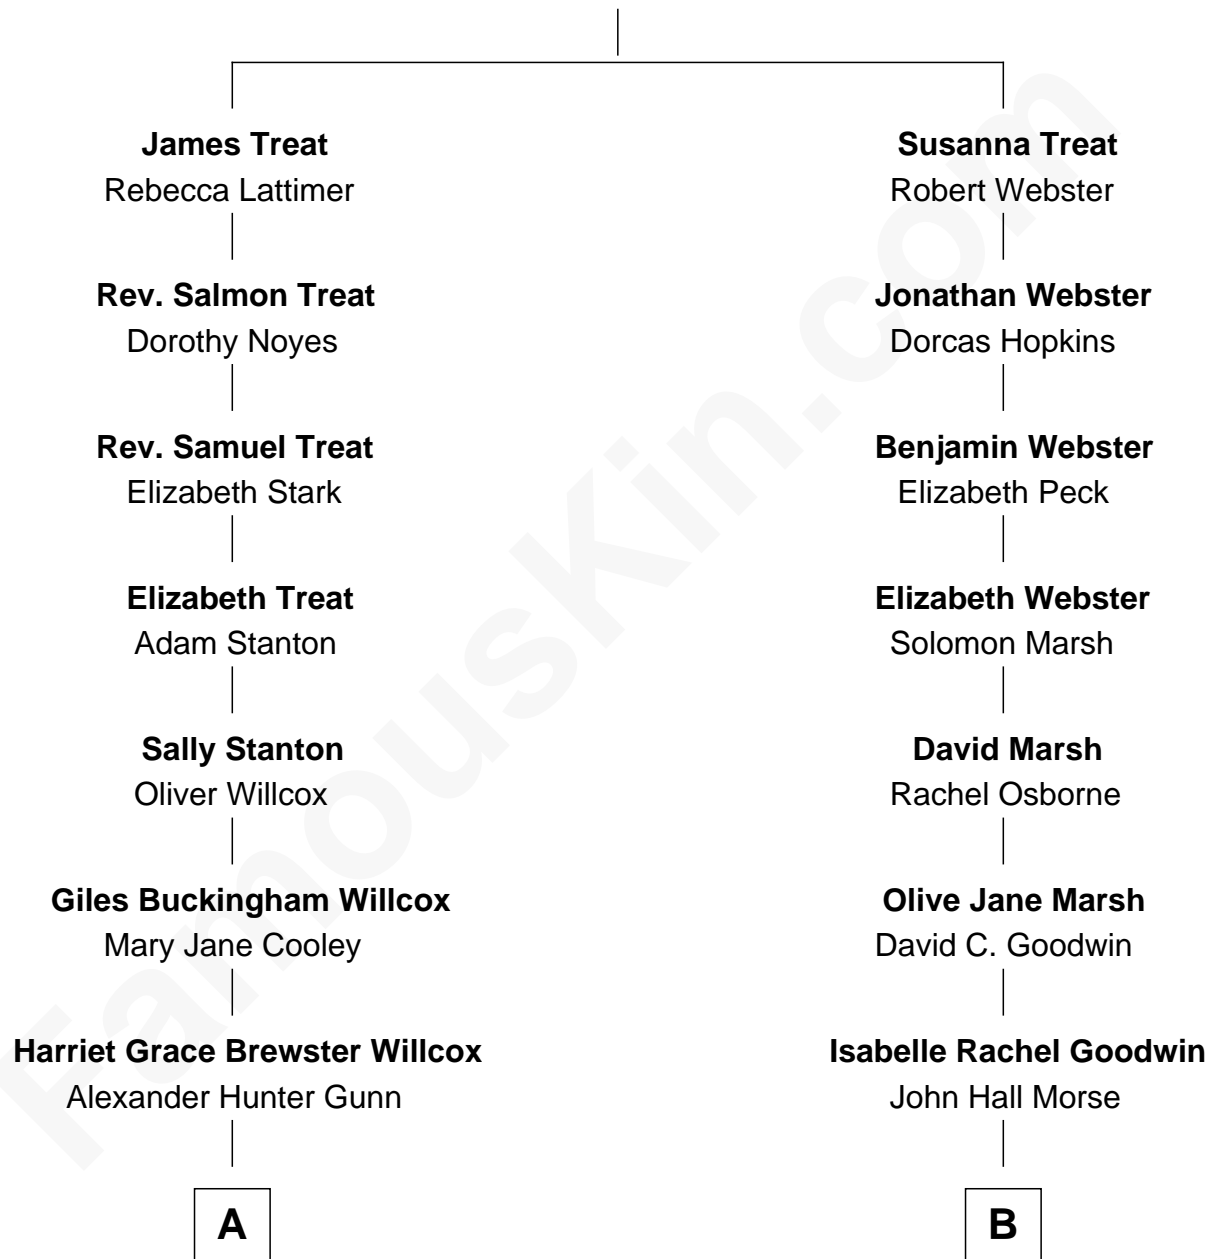 James Treat
Rebecca Lattimer
Rev. Salmon Treat
Dorothy Noyes
Rev. Samuel Treat
Elizabeth Stark
Elizabeth Treat
Adam Stanton
Sally Stanton
Oliver Willcox
Giles Buckingham Willcox
Mary Jane Cooley
Harriet Grace Brewster Willcox
Alexander Hunter Gunn
A
Susanna Treat
Robert Webster
Jonathan Webster
Dorcas Hopkins
Benjamin Webster
Elizabeth Peck
Elizabeth Webster
Solomon Marsh
David Marsh
Rachel Osborne
Olive Jane Marsh
David C. Goodwin
Isabelle Rachel Goodwin
John Hall Morse
B
FamousKin.com